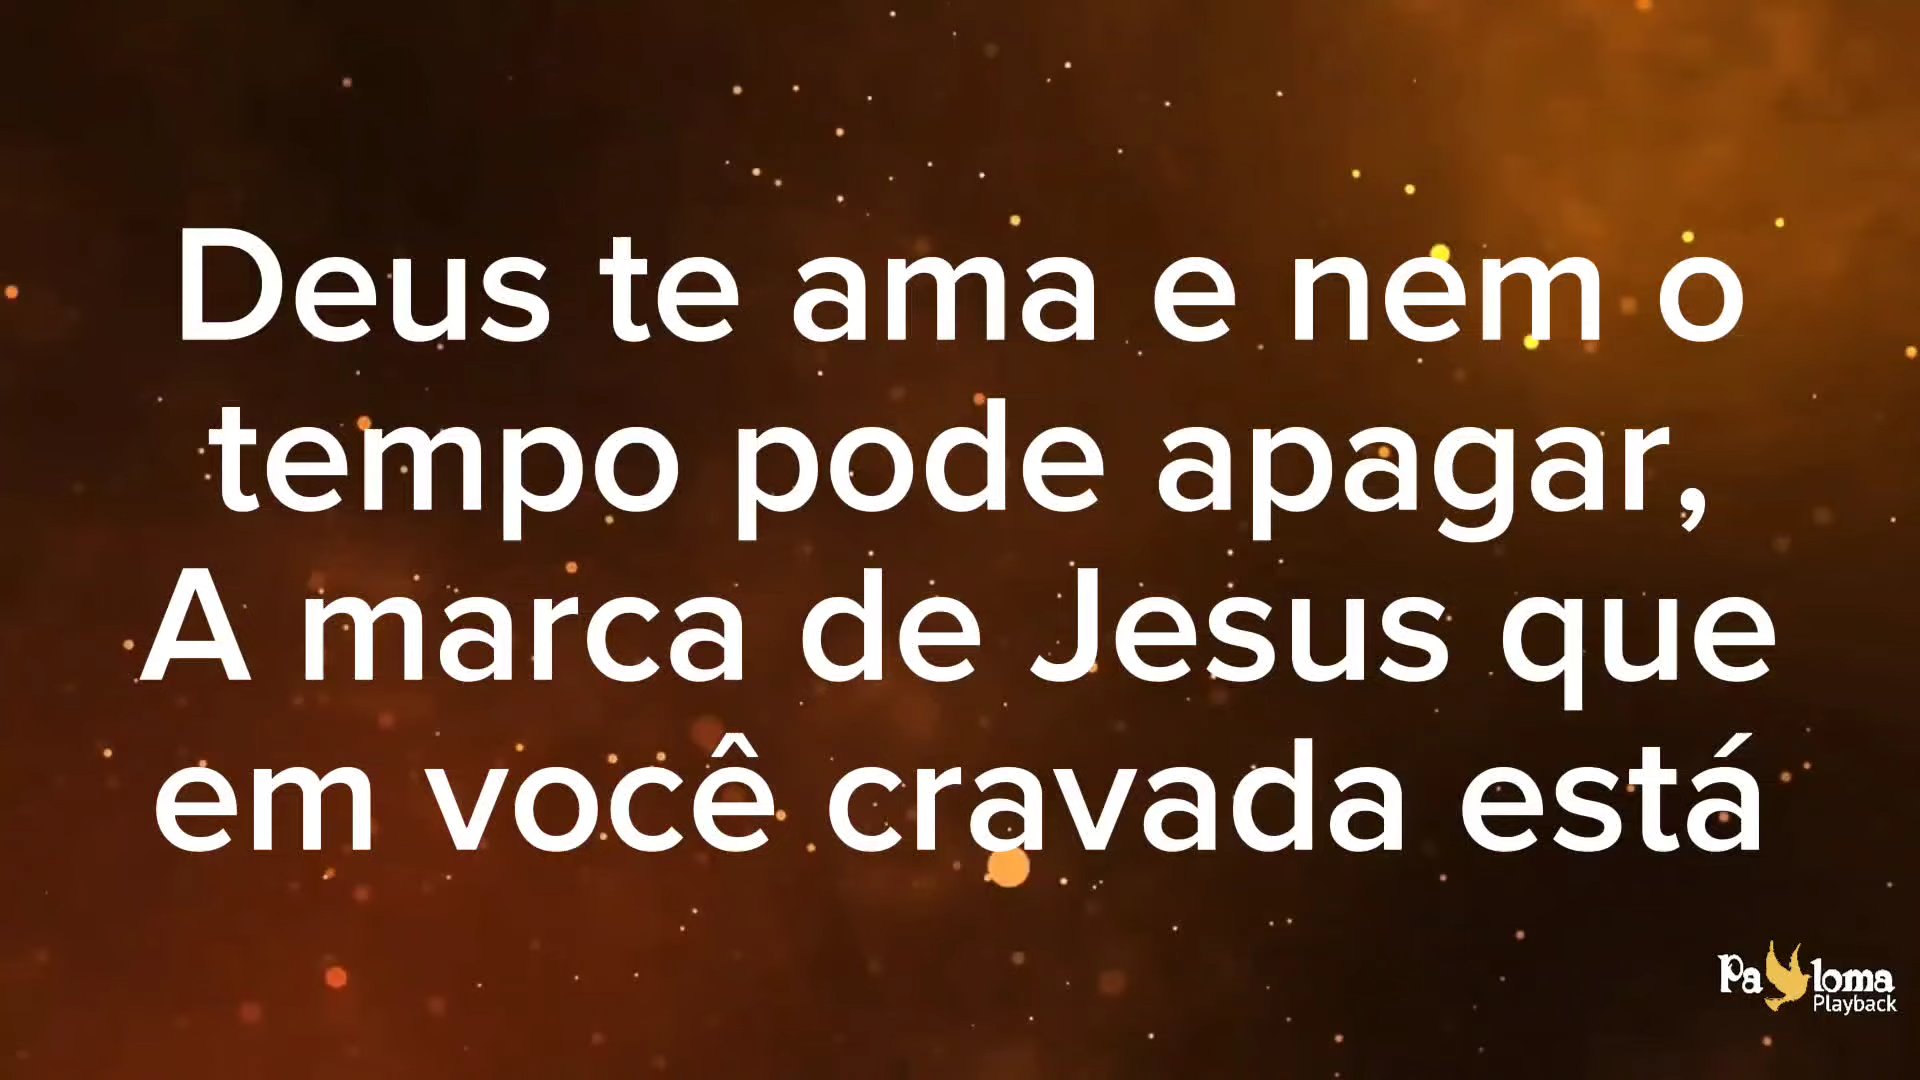 Deus te ama e nem o
tempo pode apagar,
A marca de Jesus que
em você cravada está
Paloma
Playback